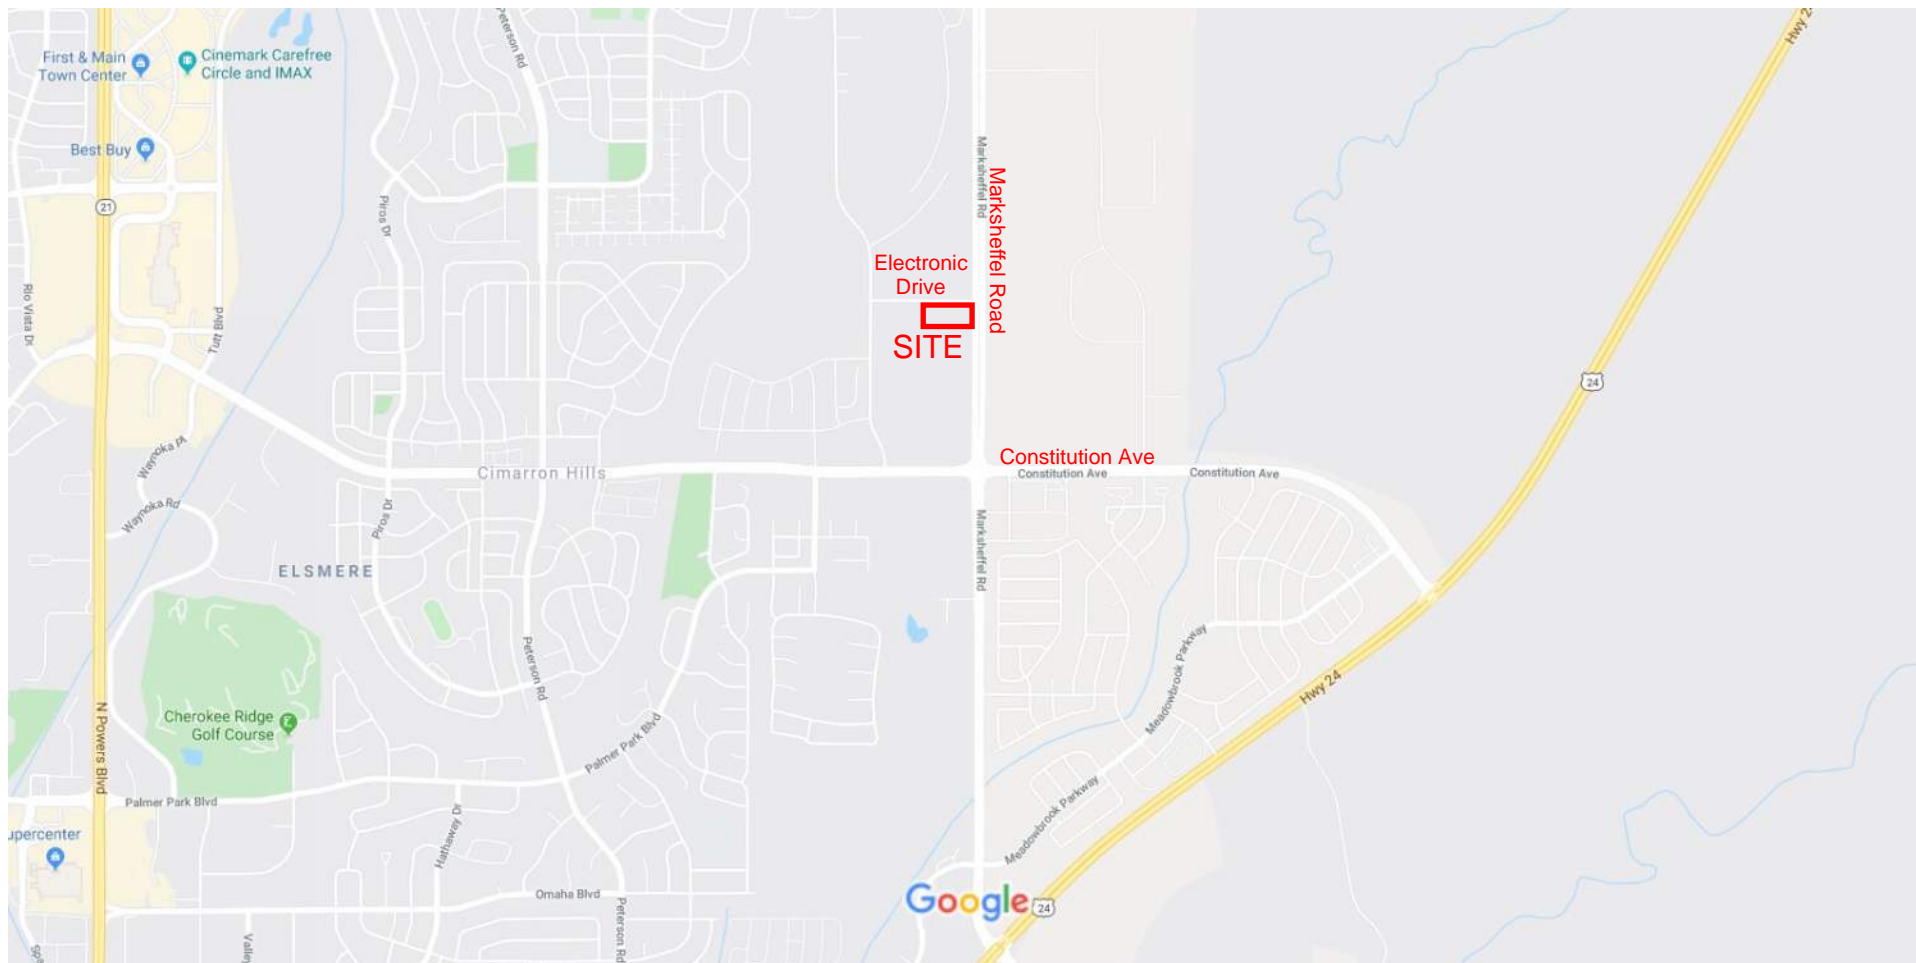 Peterson Rd
Hwy 2
First & Main
Town Center
Cinemark Carefree
Circle and IMAX
Best Buy
21
Piros Dr
Marksheffel Rd
Marksheffel Road
Electronic
Drive
SITE
Rio Vista Dr
Tutt Blvd
24
Waynoka Pl
Cimarron Hills
Constitution Ave
Constitution Ave
Constitution Ave
Waynoka Rd
Piros Dr
Marksheffel Rd
ELSMERE
Peterson Rd
Meadowbrook Parkway
Hwy 24
Cherokee Ridge
Golf Course
N Powers Blvd
Palmer Park Blvd
Palmer Park Blvd
Hathaway Dr
Meadowbrook Parkway
upercenter
Omaha Blvd
Google
24
Peterson Rd
Valley
Spa